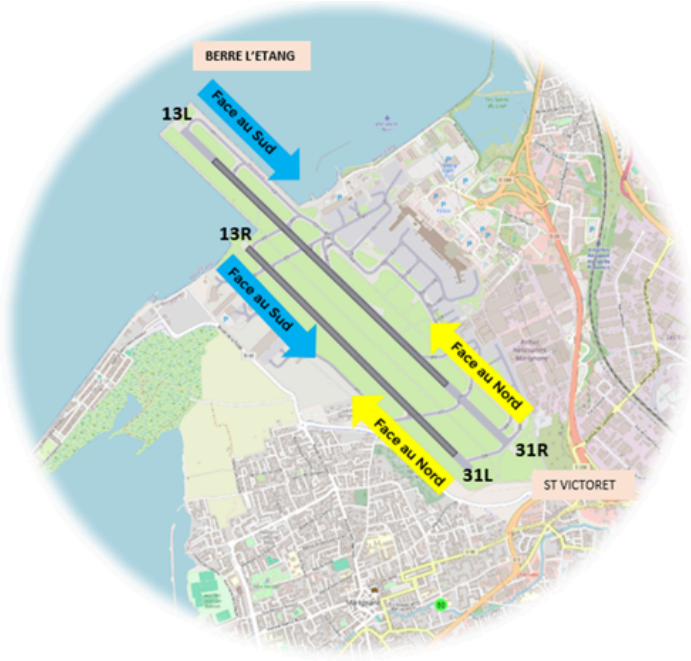 BERRE L'ETANG
13L
Face au Sud
13R
Face au Sud
Face au Nord
Face au Nord
31R
31L
ST VICTORET
Marignane